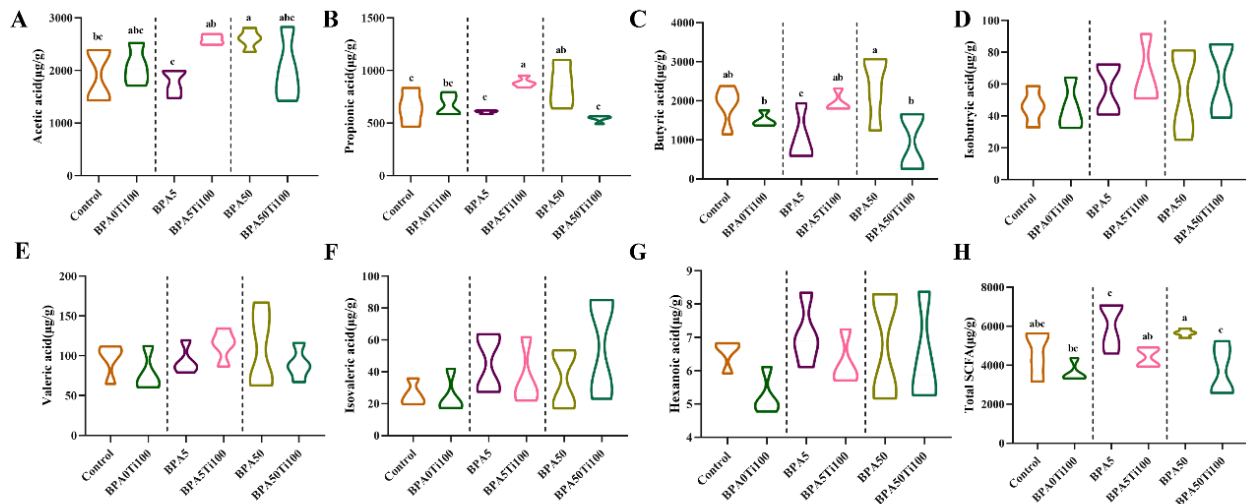 A
Acetic acid(μg/g)
3000
2000
1000
0
bc
abc
c
ab
a
abc
Control
BPA0Ti100
BPA5
BPA5Ti100
BPA50
BPA50Ti100
B
Propionic acid(μg/g)
1500
1000
500
0
c
bc
c
a
ab
c
Control
BPA0Ti100
BPA5
BPA5Ti100
BPA50
BPA50Ti100
C
Butyric acid(μg/g)
4000
3000
2000
1000
0
ab
b
c
ab
a
b
Control
BPA0Ti100
BPA5
BPA5Ti100
BPA50
BPA50Ti100
D
Isobutryic acid(μg/g)
100
80
60
40
20
0
Control
BPA0Ti100
BPA5
BPA5Ti100
BPA50
BPA50Ti100
E
Valeric acid(μg/g)
200
150
100
50
0
Control
BPA0Ti100
BPA5
BPA5Ti100
BPA50
BPA50Ti100
F
Isovaleric acid(μg/g)
100
80
60
40
20
0
Control
BPA0Ti100
BPA5
BPA5Ti100
BPA50
BPA50Ti100
G
Hexanoic acid(μg/g)
9
8
7
6
5
4
Control
BPA0Ti100
BPA5
BPA5Ti100
BPA50
BPA50Ti100
H
Total SCFA(μg/g)
8000
6000
4000
2000
0
abc
bc
c
ab
a
c
Control
BPA0Ti100
BPA5
BPA5Ti100
BPA50
BPA50Ti100